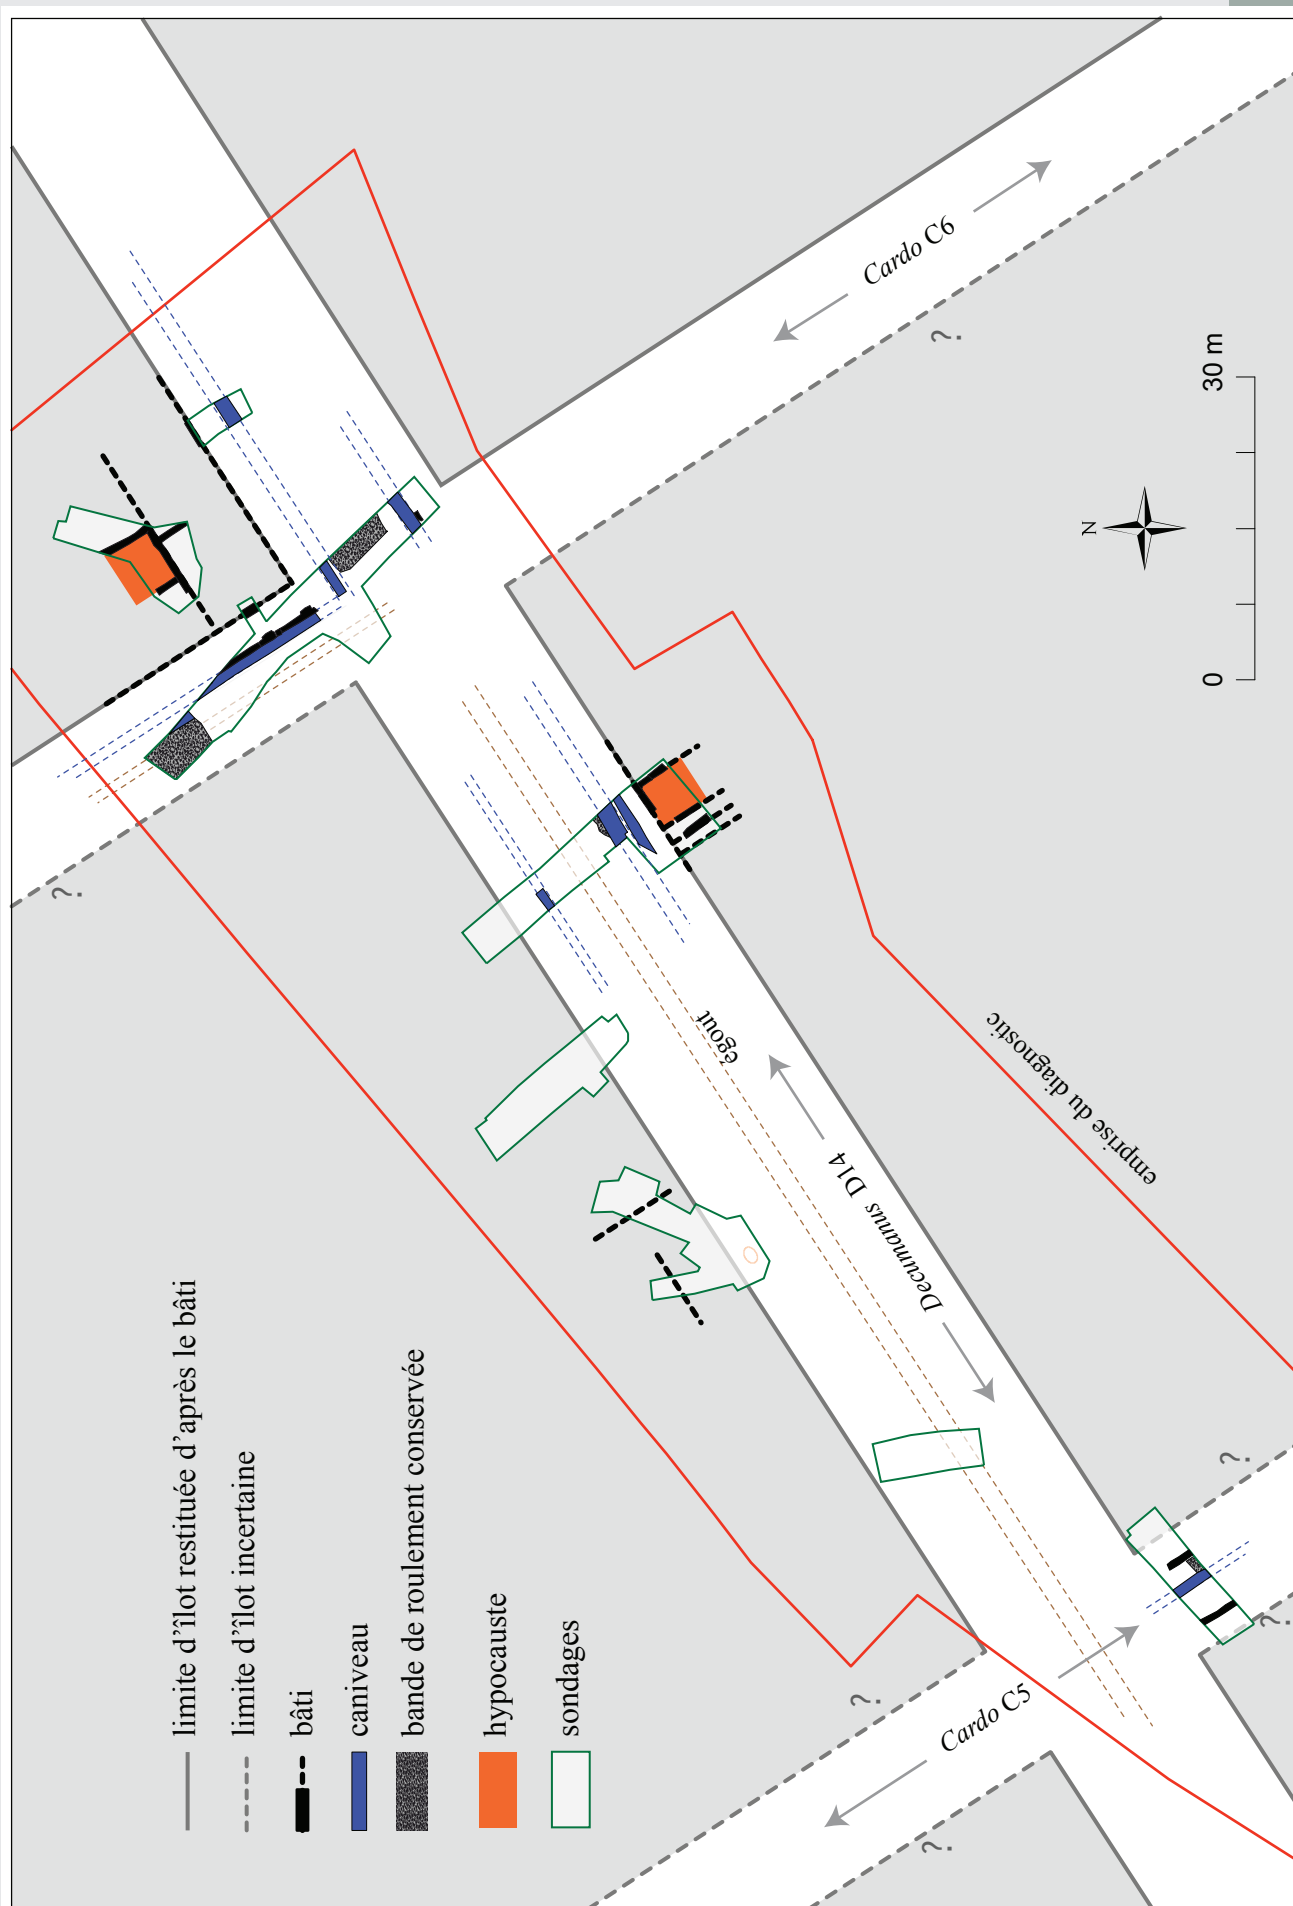 limite d'îlot restituée d'après le bâti
limite d'îlot incertaine
bâti
caniveau
bande de roulement conservée
hypocauste
sondages
Cardo C6
?
0
30 m
N
?
égout
Decumanus D14
emprise du diagnostic
?
?
?
Cardo C5
?